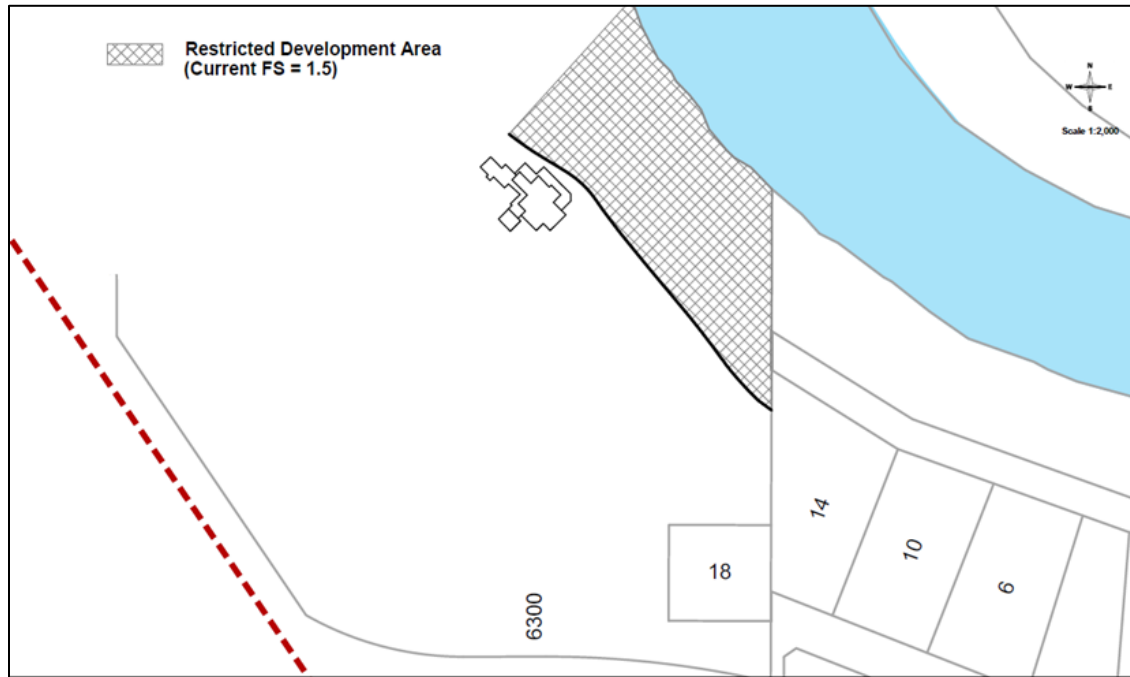 Restricted Development Area
(Current FS = 1.5)
N
W E
S
Scale 1:2,000
14
10
6
18
6300